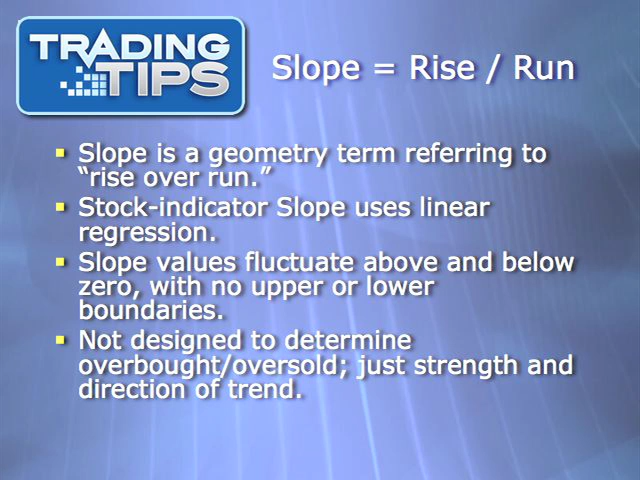 TRADING
TIPS
Slope = Rise / Run
▪ Slope is a geometry term referring to
“rise over run.”
▪ Stock-indicator Slope uses linear
regression.
▪ Slope values fluctuate above and below
zero, with no upper or lower
boundaries.
▪ Not designed to determine
overbought/oversold; just strength and
direction of trend.